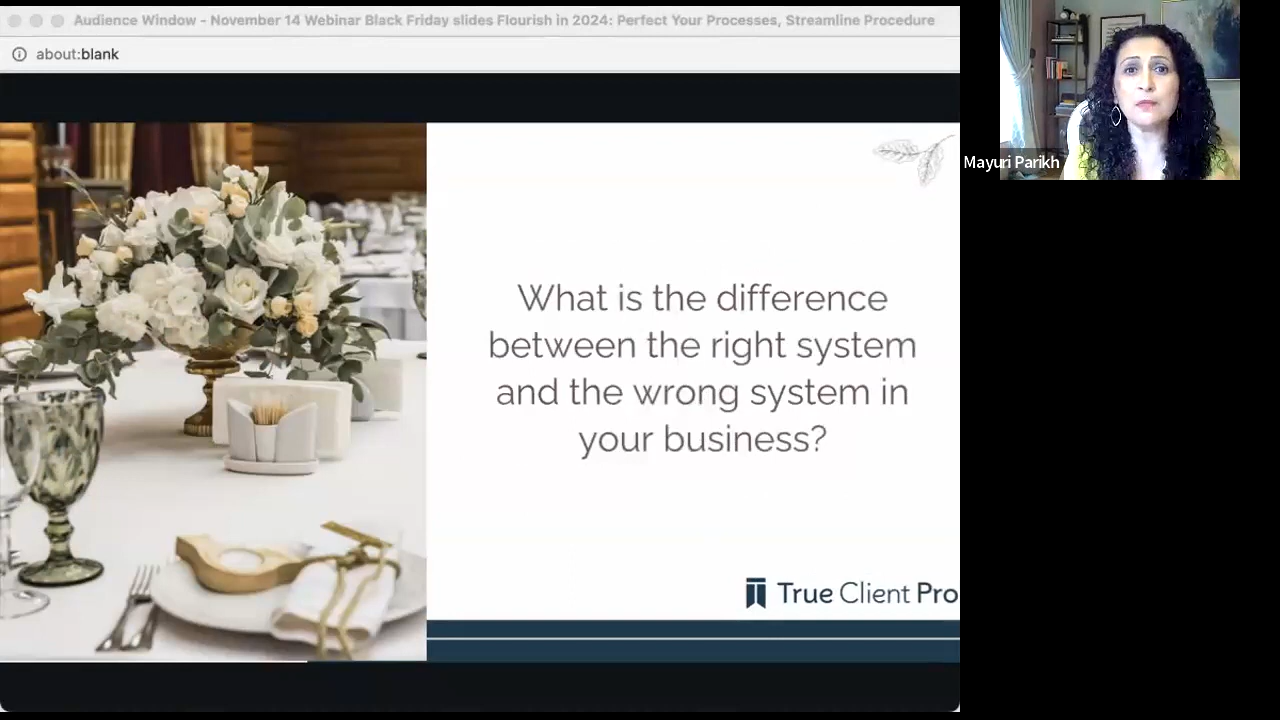 Audience Window - November 14 Webinar Black Friday slides Flourish in 2024: Perfect Your Processes, Streamline Procedure
about:blank
Mayuri Parikh
What is the difference
between the right system
and the wrong system in
your business?
True Client Pro